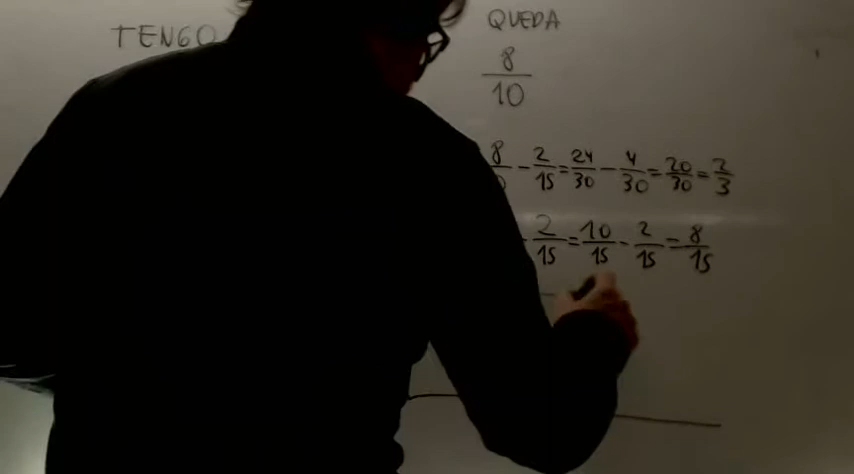 TENGO QUEDA
8/10
8/ - 2/15 = 24/30 - 4/30 = 20/30 = 2/3
- 2/15 = 10/15 - 2/15 = 8/15